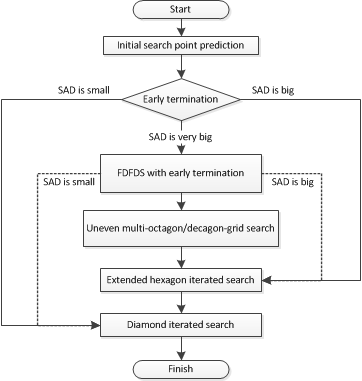 Start
Initial search point prediction
SAD is small
SAD is big
Early termination
SAD is very big
FDFDS with early termination
SAD is small
SAD is big
Uneven multi-octagon/decagon-grid search
Extended hexagon iterated search
Diamond iterated search
Finish